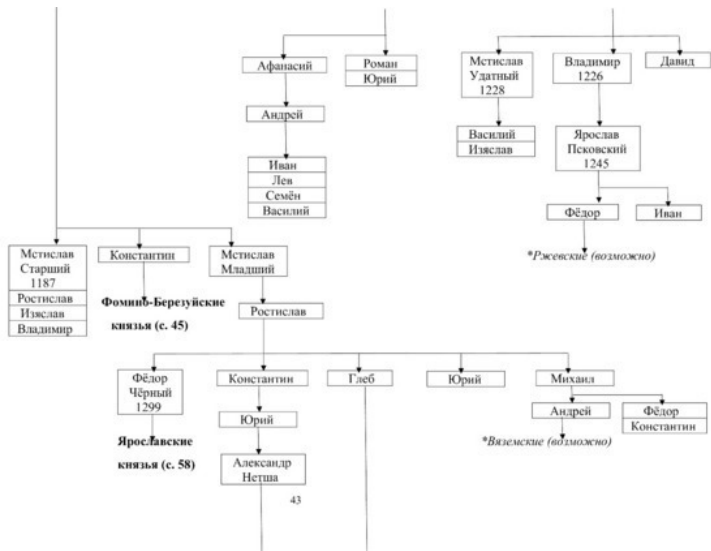 Афанасий
Роман
Юрий
Мстислав
Удатный
1228
Владимир
1226
Давид
Андрей
Василий
Изяслав
Ярослав
Псковский
1245
Иван
Лев
Семён
Василий
Фёдор
Иван
*Ржевские (возможно)
Мстислав
Старший
1187
Ростислав
Изяслав
Владимир
Константин
Мстислав
Младший
Фомино-Березуйские
князья (с. 45)
Ростислав
Фёдор
Чёрный
1299
Константин
Глеб
Юрий
Михаил
Юрий
Андрей
Фёдор
Константин
Ярославские
князья (с. 58)
*Вяземские (возможно)
Александр
Нетша
43